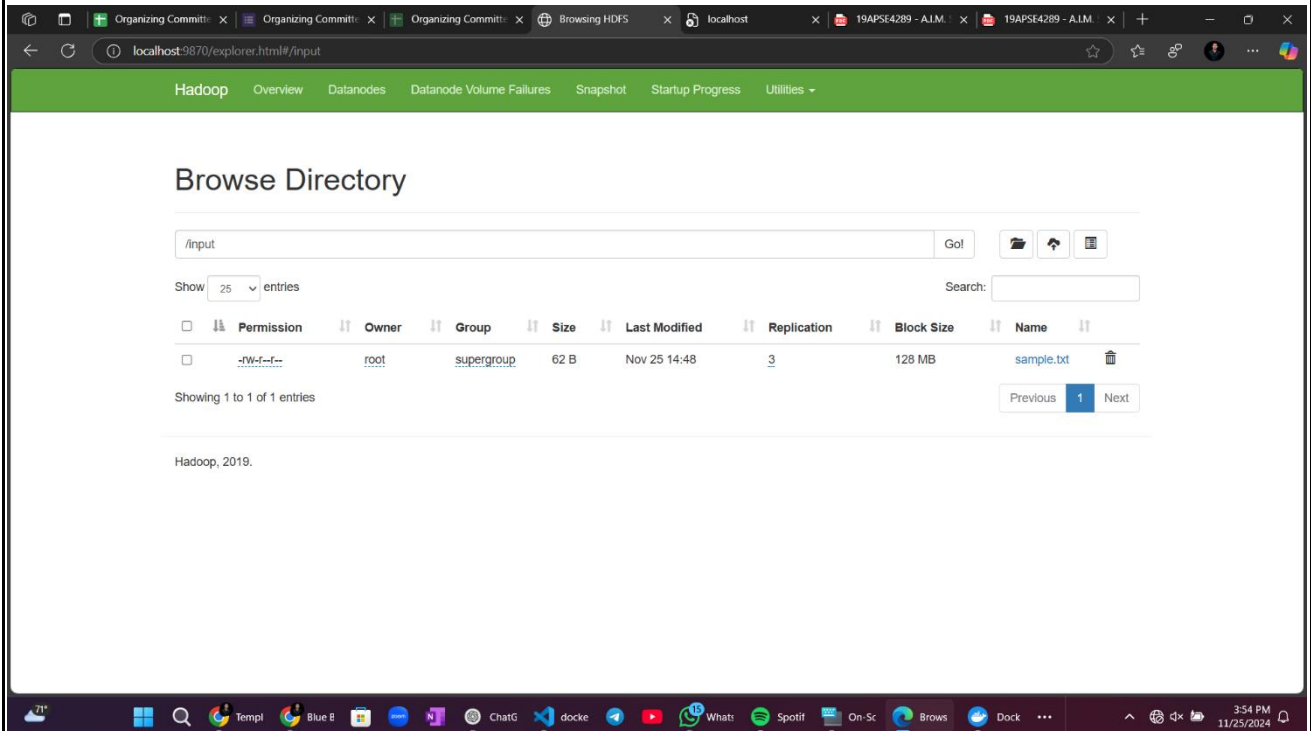 Organizing Committe Organizing Committe Organizing Committe Browsing HDFS localhost 19APSE4289 - A.I.M. 19APSE4289 - A.I.M.
localhost:9870/explorer.html#/input
Hadoop Overview Datanodes Datanode Volume Failures Snapshot Startup Progress Utilities
Browse Directory
/input Go!
Show 25 entries Search:
Permission Owner Group Size Last Modified Replication Block Size Name
-rw-r--r-- root supergroup 62 B Nov 25 14:48 3 128 MB sample.txt
Showing 1 to 1 of 1 entries Previous 1 Next
Hadoop, 2019.
71° Templ Blue E zoom N ChatG docke 15 Whats Spotif On-Sc Brows Dock 3:54 PM
11/25/2024